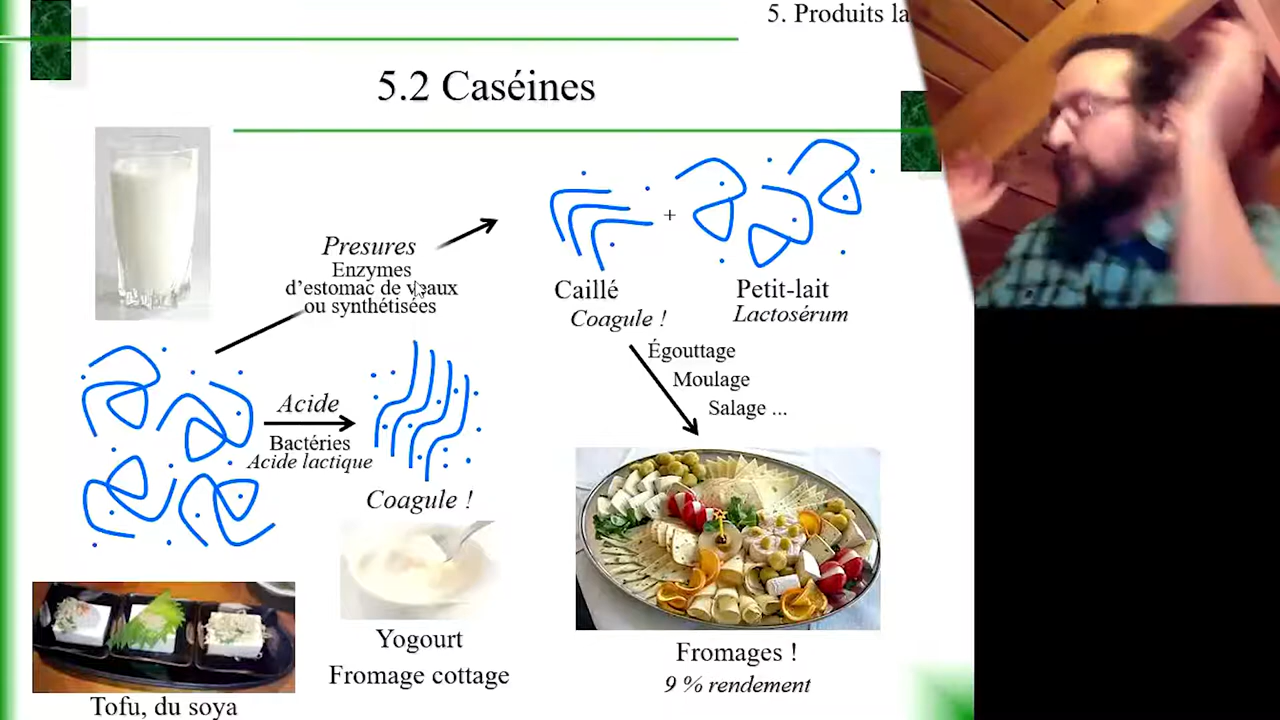 5. Produits la
5.2 Caséines
Presures
Enzymes
d'estomac de veaux
ou synthétisées
Acide
Bactéries
Acide lactique
Coagule !
Caillé
Coagule !
+
Petit-lait
Lactosérum
Égouttage
Moulage
Salage ...
Tofu, du soya
Yogourt
Fromage cottage
Fromages !
9 % rendement